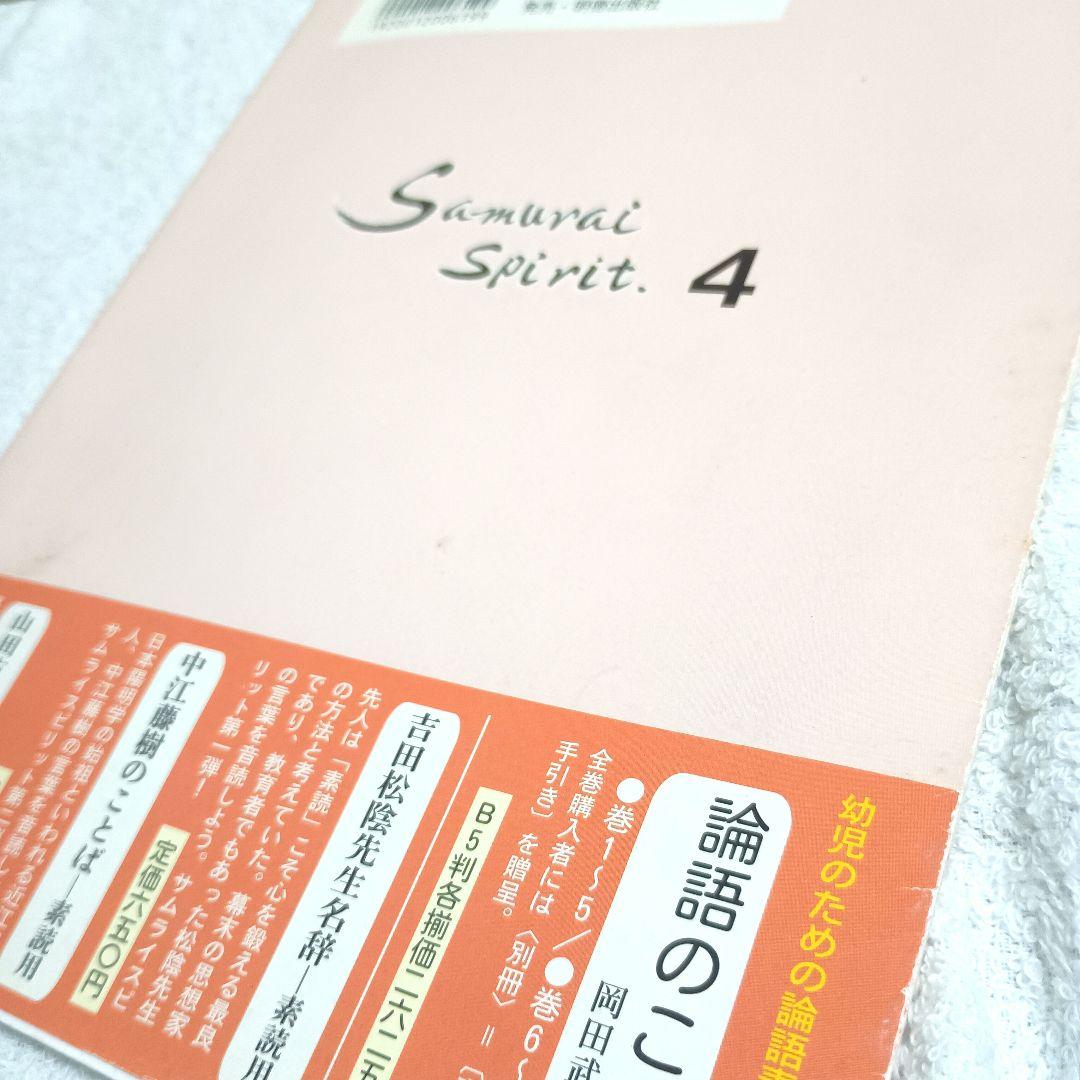 発売・明徳出版社
Samurai
Spirit. 4
幼児のための論語
論語のこ
岡田武
●巻1〜5/●巻6〜
全巻購入者には〈別冊〉=
手引き〕を贈呈。
B5判各揃価二六二五
吉田松陰先生名辞―素読用
先人は「素読」こそ心を鍛える最良
の方法と考えていた。幕末の思想家
であり、教育者でもあった松陰先生
の言葉を音読しよう。サムライスピ
リット第一弾!
定価六五〇円
中江藤樹のことば―素読用
日本陽明学の始祖といわれる近江
人、中江藤樹の言葉を音読し
サムライスピリット第二
山田